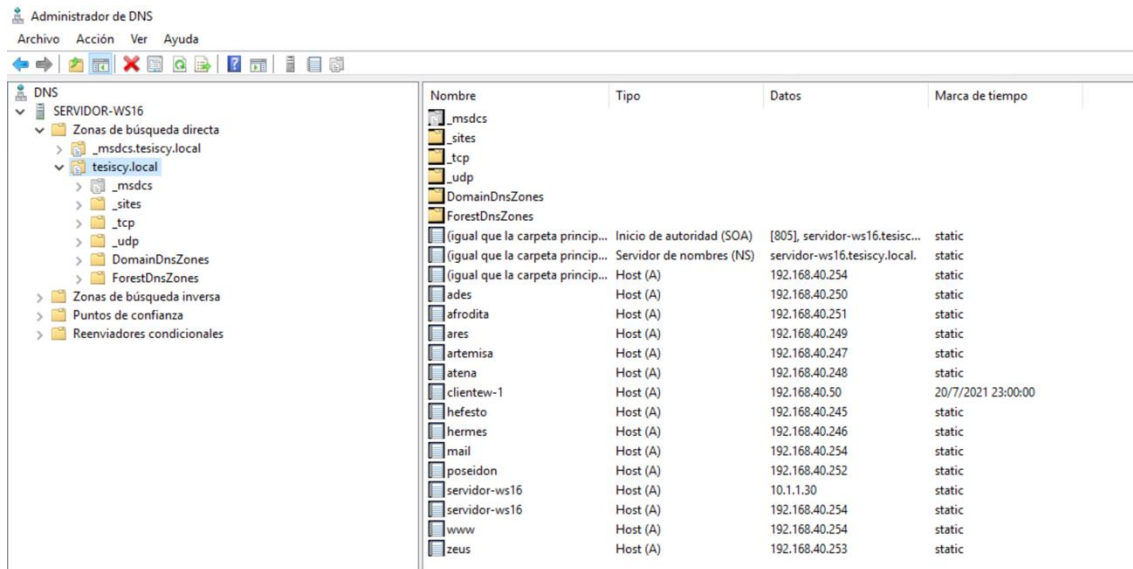 Administrador de DNS
Archivo Acción Ver Ayuda
DNS
SERVIDOR-WS16
Zonas de búsqueda directa
_msdcs.tesiscy.local
tesiscy.local
_msdcs
_sites
_tcp
_udp
DomainDnsZones
ForestDnsZones
Zonas de búsqueda inversa
Puntos de confianza
Reenviadores condicionales
Nombre Tipo Datos Marca de tiempo
_msdcs
_sites
_tcp
_udp
DomainDnsZones
ForestDnsZones
(igual que la carpeta princip... Inicio de autoridad (SOA) [805], servidor-ws16.tesisc... static
(igual que la carpeta princip... Servidor de nombres (NS) servidor-ws16.tesiscy.local. static
(igual que la carpeta princip... Host (A) 192.168.40.254 static
ades Host (A) 192.168.40.250 static
afrodita Host (A) 192.168.40.251 static
ares Host (A) 192.168.40.249 static
artemisa Host (A) 192.168.40.247 static
atena Host (A) 192.168.40.248 static
clientew-1 Host (A) 192.168.40.50 20/7/2021 23:00:00
hefesto Host (A) 192.168.40.245 static
hermes Host (A) 192.168.40.246 static
mail Host (A) 192.168.40.254 static
poseidon Host (A) 192.168.40.252 static
servidor-ws16 Host (A) 10.1.1.30 static
servidor-ws16 Host (A) 192.168.40.254 static
www Host (A) 192.168.40.254 static
zeus Host (A) 192.168.40.253 static